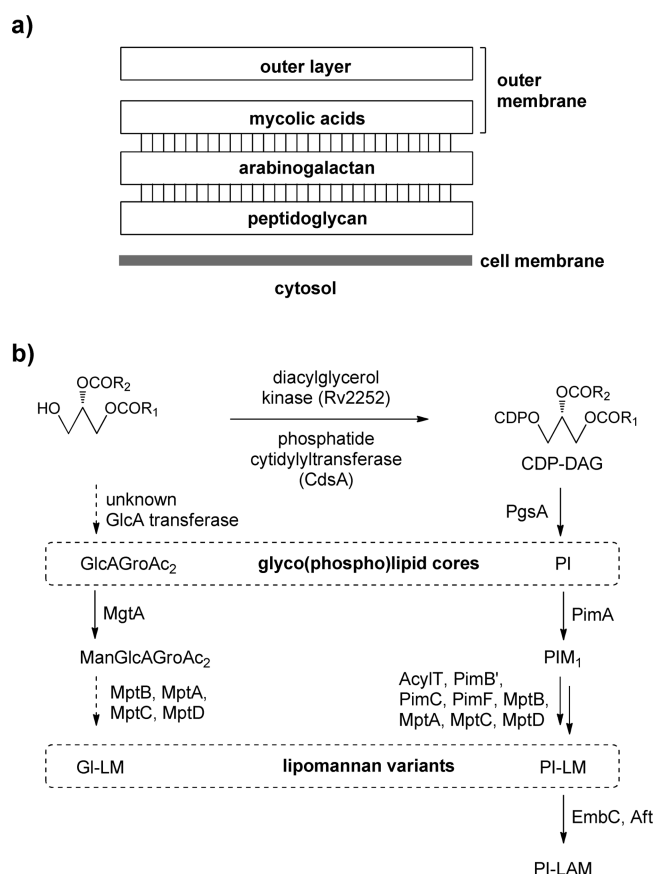 a)
outer layer
outer
membrane
mycolic acids
arabinogalactan
peptidoglycan
cell membrane
cytosol
b)
OCOR2
HO
OCOR1
diacylglycerol
kinase (Rv2252)
phosphatide
cytidylyltransferase
(CdsA)
OCOR2
CDPO
OCOR1
CDP-DAG
unknown
GlcA transferase
PgsA
GlcAGroAc2
glyco(phospho)lipid cores
PI
MgtA
PimA
ManGlcAGroAc2
PIM1
MptB, MptA,
MptC, MptD
AcylT, PimB',
PimC, PimF, MptB,
MptA, MptC, MptD
Gl-LM
lipomannan variants
PI-LM
EmbC, Aft
PI-LAM